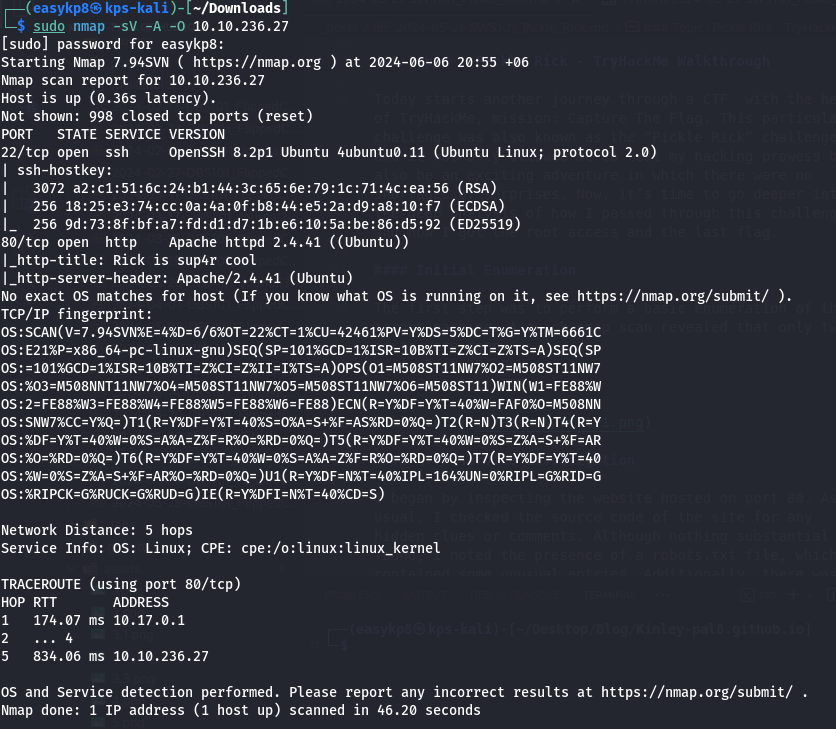 ┌──(easykp8㉿kps-kali)-[~/Downloads]
└─$ sudo nmap -sV -A -O 10.10.236.27
[sudo] password for easykp8:
Starting Nmap 7.94SVN ( https://nmap.org ) at 2024-06-06 20:55 +06
Nmap scan report for 10.10.236.27
Host is up (0.36s latency).
Not shown: 998 closed tcp ports (reset)
PORT   STATE SERVICE VERSION
22/tcp open  ssh     OpenSSH 8.2p1 Ubuntu 4ubuntu0.11 (Ubuntu Linux; protocol 2.0)
| ssh-hostkey:
|   3072 a2:c1:51:6c:24:b1:44:3c:65:6e:79:1c:71:4c:ea:56 (RSA)
|   256 18:25:e3:74:cc:0a:4a:0f:b8:44:e5:2a:d9:a8:10:f7 (ECDSA)
|_  256 9d:73:8f:bf:a7:fd:d1:d7:1b:e6:10:5a:be:86:d5:92 (ED25519)
80/tcp open  http    Apache httpd 2.4.41 ((Ubuntu))
|_http-title: Rick is sup4r cool
|_http-server-header: Apache/2.4.41 (Ubuntu)
No exact OS matches for host (If you know what OS is running on it, see https://nmap.org/submit/ ).
TCP/IP fingerprint:
OS:SCAN(V=7.94SVN%E=4%D=6/6%OT=22%CT=1%CU=42461%PV=Y%DS=5%DC=T%G=Y%TM=6661C
OS:E21%P=x86_64-pc-linux-gnu)SEQ(SP=101%GCD=1%ISR=10B%TI=Z%CI=Z%TS=A)SEQ(SP
OS:=101%GCD=1%ISR=10B%TI=Z%CI=Z%II=I%TS=A)OPS(O1=M508ST11NW7%O2=M508ST11NW7
OS:%O3=M508NNT11NW7%O4=M508ST11NW7%O5=M508ST11NW7%O6=M508ST11)WIN(W1=FE88%W
OS:2=FE88%W3=FE88%W4=FE88%W5=FE88%W6=FE88)ECN(R=Y%DF=Y%T=40%W=FAF0%O=M508NN
OS:SNW7%CC=Y%Q=)T1(R=Y%DF=Y%T=40%S=O%A=S+%F=AS%RD=0%Q=)T2(R=N)T3(R=N)T4(R=Y
OS:%DF=Y%T=40%W=0%S=A%A=Z%F=R%O=%RD=0%Q=)T5(R=Y%DF=Y%T=40%W=0%S=Z%A=S+%F=AR
OS:%O=%RD=0%Q=)T6(R=Y%DF=Y%T=40%W=0%S=A%A=Z%F=R%O=%RD=0%Q=)T7(R=Y%DF=Y%T=40
OS:%W=0%S=Z%A=S+%F=AR%O=%RD=0%Q=)U1(R=Y%DF=N%T=40%IPL=164%UN=0%RIPL=G%RID=G
OS:%RIPCK=G%RUCK=G%RUD=G)IE(R=Y%DFI=N%T=40%CD=S)
Network Distance: 5 hops
Service Info: OS: Linux; CPE: cpe:/o:linux:linux_kernel
TRACEROUTE (using port 80/tcp)
HOP RTT       ADDRESS
1   174.07 ms 10.17.0.1
2   ... 4
5   834.06 ms 10.10.236.27
OS and Service detection performed. Please report any incorrect results at https://nmap.org/submit/ .
Nmap done: 1 IP address (1 host up) scanned in 46.20 seconds